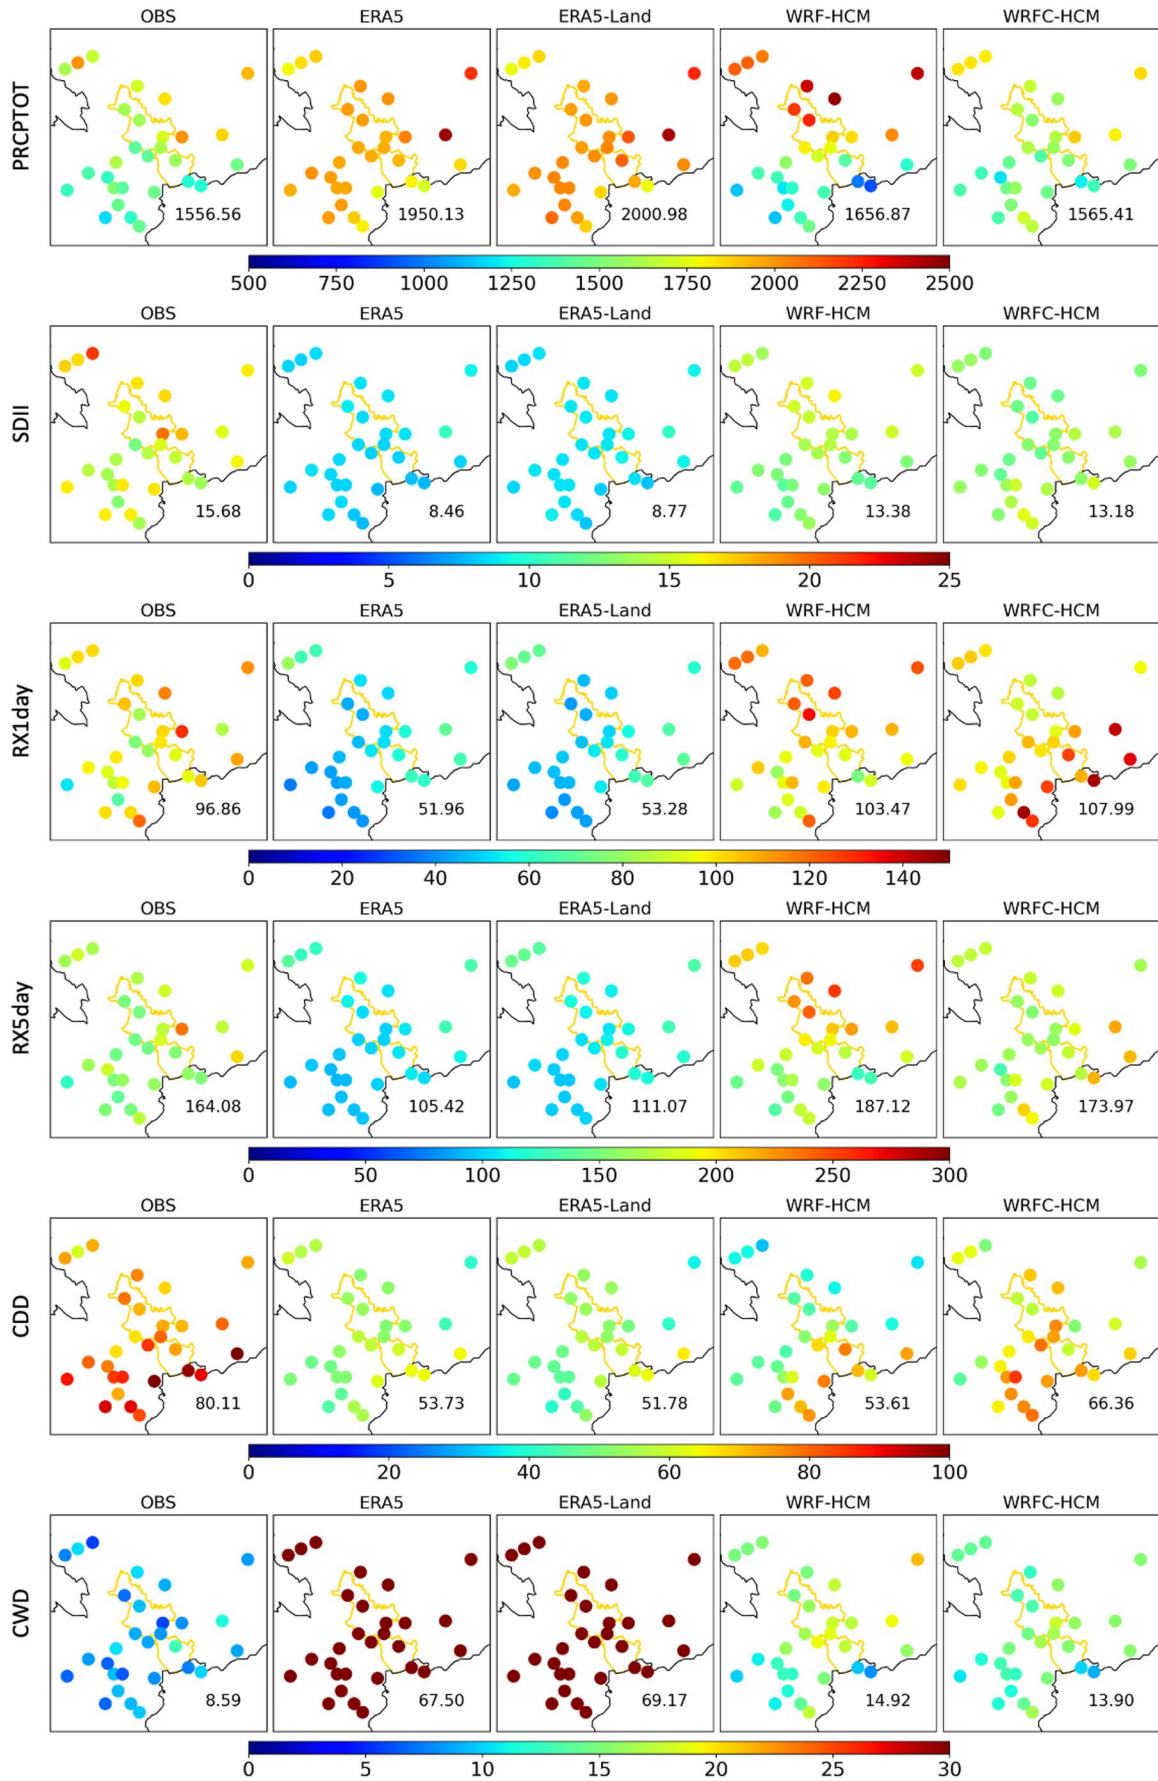 OBS ERA5 ERA5-Land WRF-HCM WRFC-HCM
PRCPTOT
1556.56 1950.13 2000.98 1656.87 1565.41
500 750 1000 1250 1500 1750 2000 2250 2500
OBS ERA5 ERA5-Land WRF-HCM WRFC-HCM
SDII
15.68 8.46 8.77 13.38 13.18
0 5 10 15 20 25
OBS ERA5 ERA5-Land WRF-HCM WRFC-HCM
RX1day
96.86 51.96 53.28 103.47 107.99
0 20 40 60 80 100 120 140
OBS ERA5 ERA5-Land WRF-HCM WRFC-HCM
RX5day
164.08 105.42 111.07 187.12 173.97
0 50 100 150 200 250 300
OBS ERA5 ERA5-Land WRF-HCM WRFC-HCM
CDD
80.11 53.73 51.78 53.61 66.36
0 20 40 60 80 100
OBS ERA5 ERA5-Land WRF-HCM WRFC-HCM
CWD
8.59 67.50 69.17 14.92 13.90
0 5 10 15 20 25 30